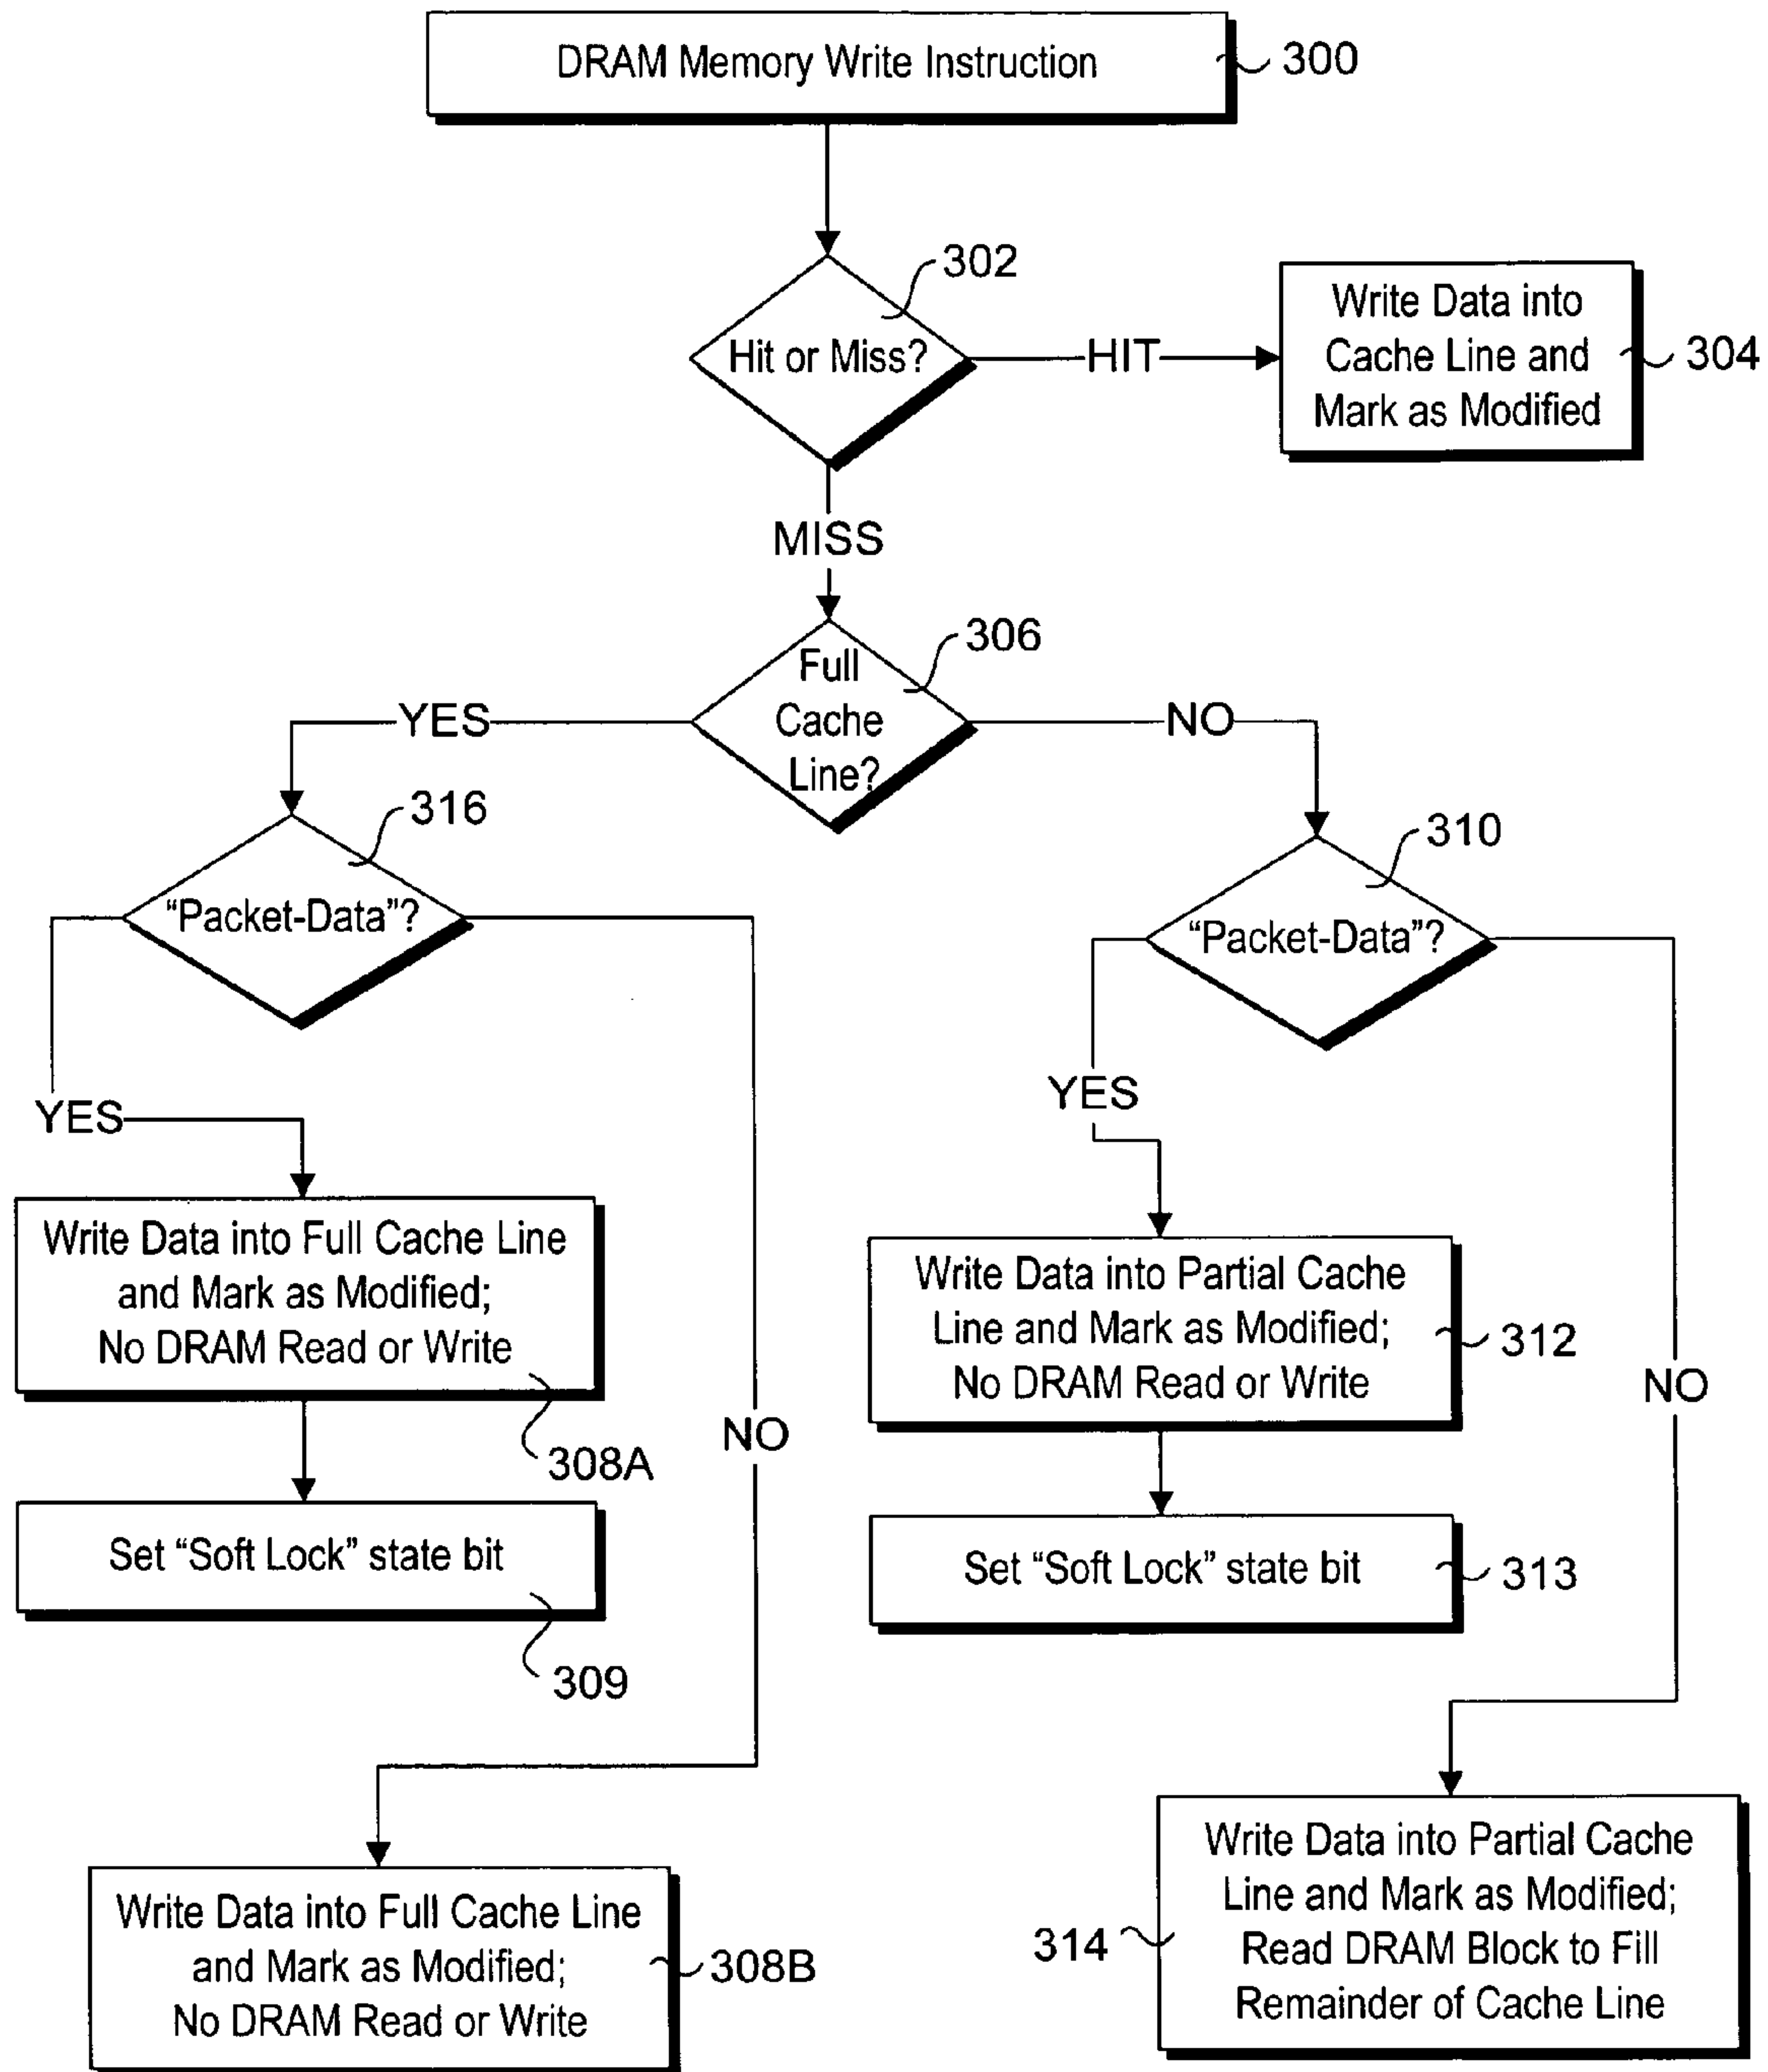 DRAM Memory Write Instruction
300
302
Hit or Miss?
HIT
Write Data into
Cache Line and
Mark as Modified
304
MISS
306
Full
Cache
Line?
YES
NO
316
"Packet-Data"?
310
"Packet-Data"?
YES
YES
Write Data into Full Cache Line
and Mark as Modified;
No DRAM Read or Write
308A
NO
Write Data into Partial Cache
Line and Mark as Modified;
No DRAM Read or Write
312
NO
Set "Soft Lock" state bit
309
Set "Soft Lock" state bit
313
Write Data into Full Cache Line
and Mark as Modified;
No DRAM Read or Write
308B
314
Write Data into Partial Cache
Line and Mark as Modified;
Read DRAM Block to Fill
Remainder of Cache Line